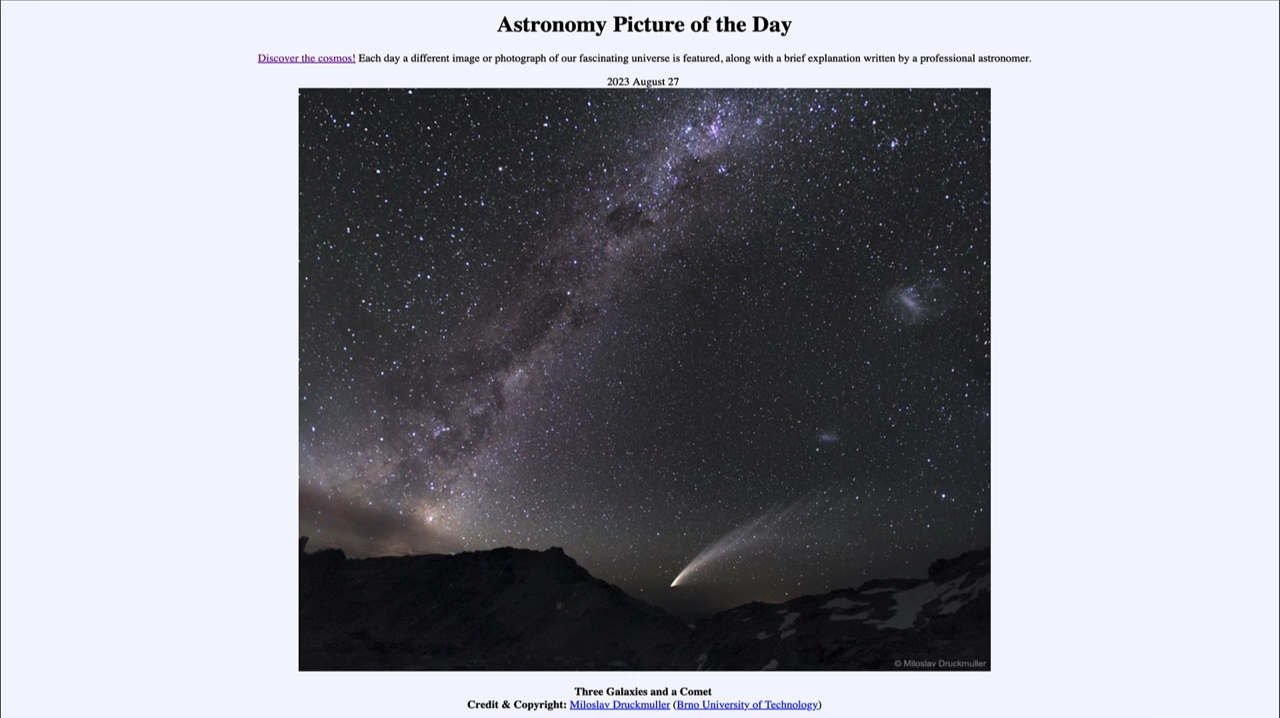 Astronomy Picture of the Day
Discover the cosmos! Each day a different image or photograph of our fascinating universe is featured, along with a brief explanation written by a professional astronomer.
2023 August 27
© Miloslav Druckmuller
Three Galaxies and a Comet
Credit & Copyright: Miloslav Druckmuller (Brno University of Technology)